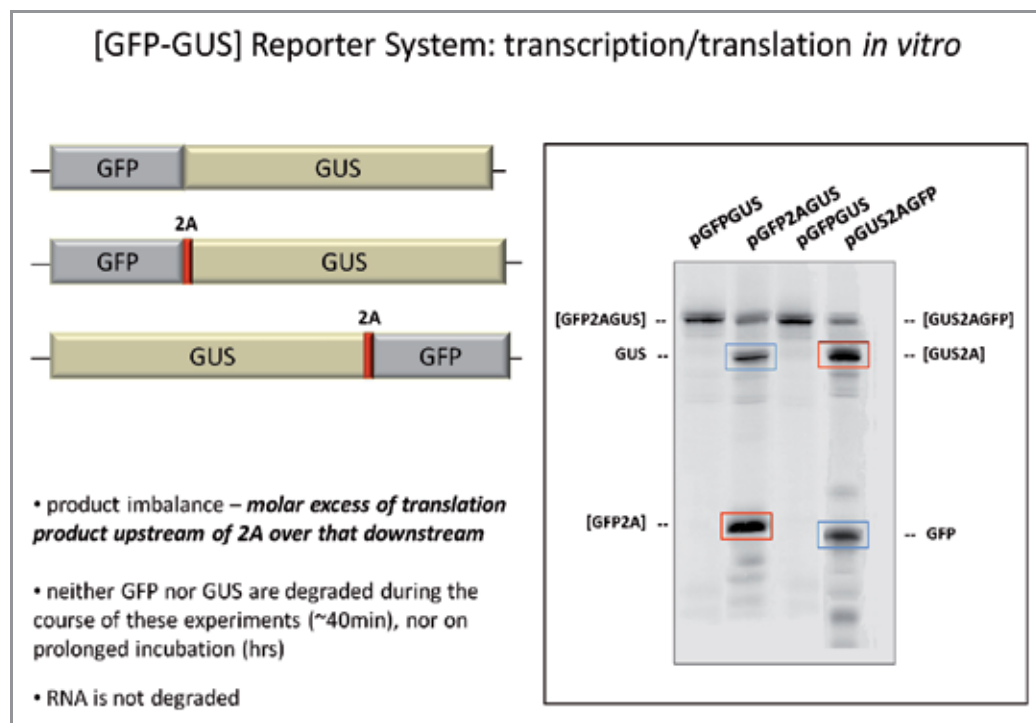 [GFP-GUS] Reporter System: transcription/translation in vitro
GFP
GUS
2A
GFP
GUS
2A
GUS
GFP
• product imbalance – molar excess of translation
product upstream of 2A over that downstream
• neither GFP nor GUS are degraded during the
course of these experiments (~40min), nor on
prolonged incubation (hrs)
• RNA is not degraded
pGFPGUS
pGFP2AGUS
pGFPGUS
pGUS2AGFP
[GFP2AGUS] --
-- [GUS2AGFP]
GUS --
-- [GUS2A]
[GFP2A] --
-- GFP